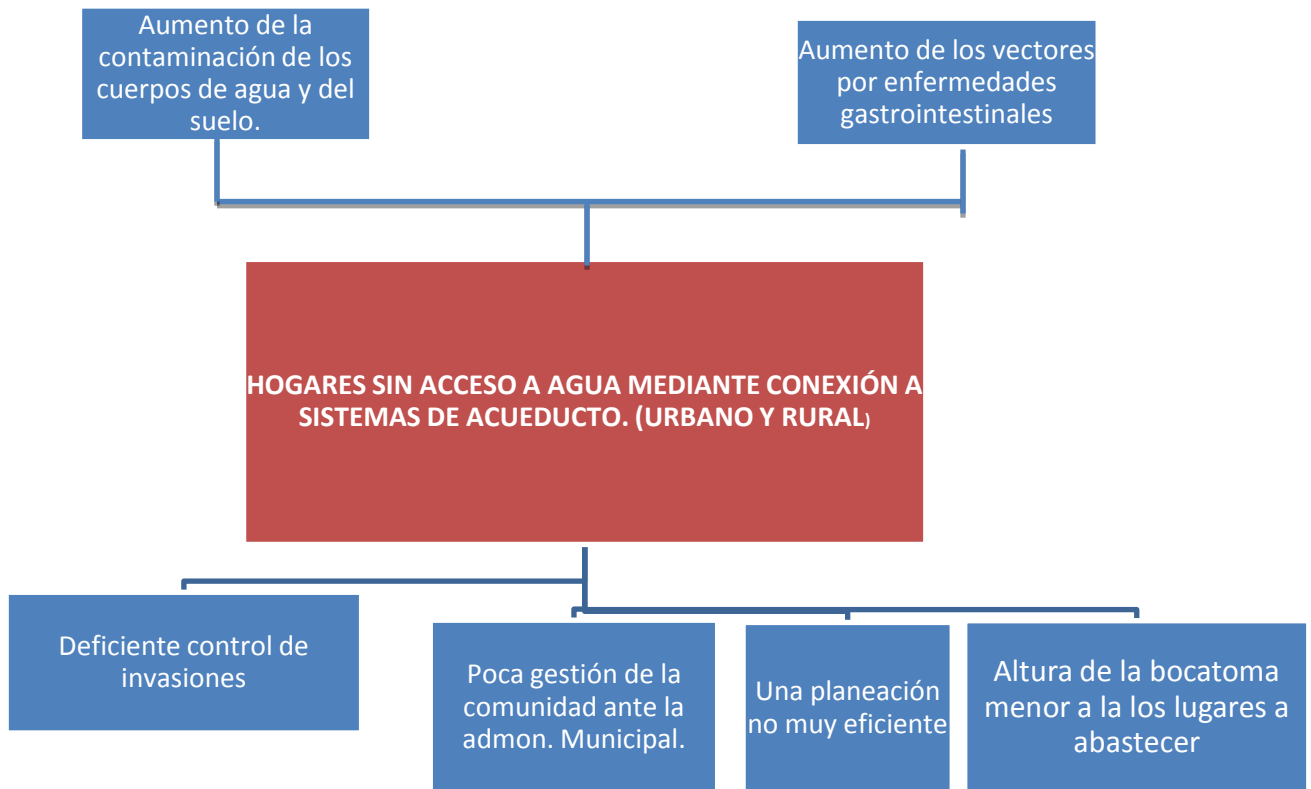 Aumento de la
contaminación de los
cuerpos de agua y del
suelo.
Aumento de los vectores
por enfermedades
gastrointestinales
HOGARES SIN ACCESO A AGUA MEDIANTE CONEXIÓN A
SISTEMAS DE ACUEDUCTO. (URBANO Y RURAL)
Deficiente control de
invasiones
Poca gestión de la
comunidad ante la
admon. Municipal.
Una planeación
no muy eficiente
Altura de la bocatoma
menor a la los lugares a
abastecer